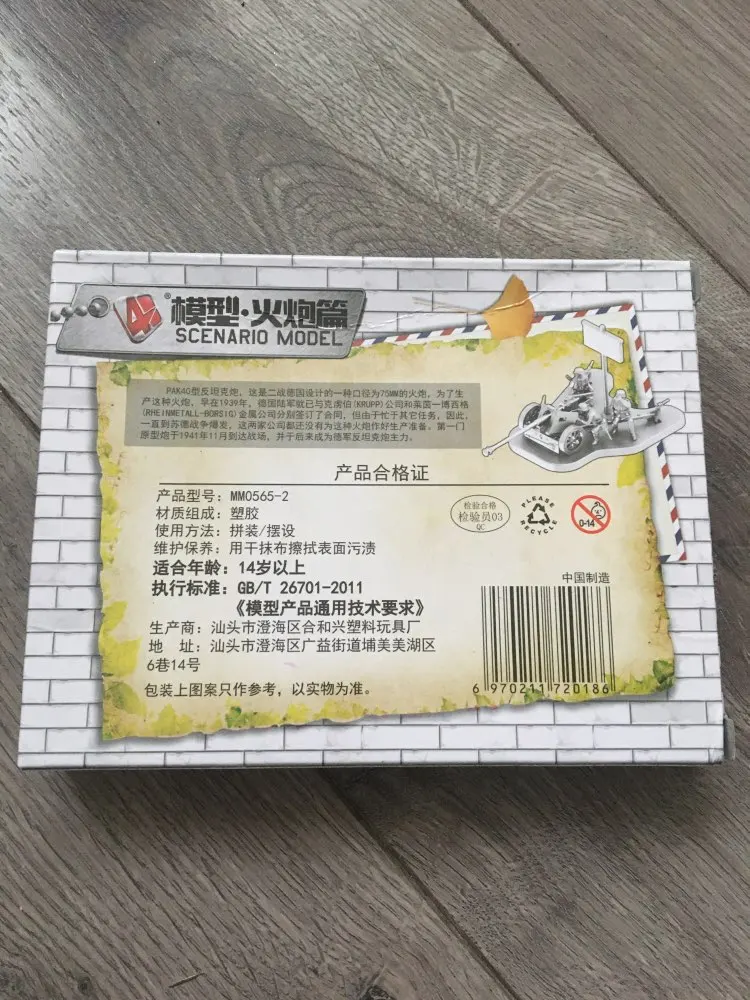 4D®模型·火炮篇
SCENARIO MODEL
PAK40型反坦克炮，这是二战德国设计的一种口径为75MM的火炮，为了生
产这种火炮，早在1939年，德国陆军就已与克虏伯(KRUPP)公司和莱茵一博西格
(RHEINMETALL-BORSIG)金属公司分别签订了合同，但由于忙于其它任务，因此，
一直到苏德战争爆发，这两家公司都还没有为这种火炮作好生产准备。第一门
原型炮于1941年11月到达战场，并于后来成为德军反坦克炮主力。
产品合格证
产品型号：MM0565-2
材质组成：塑胶
使用方法：拼装/摆设
维护保养：用干抹布擦拭表面污渍
适合年龄：14岁以上
执行标准：GB/T 26701-2011
《模型产品通用技术要求》
生产商：汕头市澄海区合和兴塑料玩具厂
地 址：汕头市澄海区广益街道埔美美湖区
6巷14号
包装上图案只作参考，以实物为准。
检验合格
检验员03
QC
PLEASE
RECYCLE
0-14
中国制造
6 970211 720186